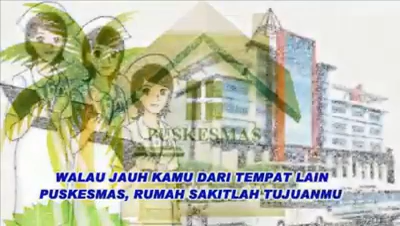 PUSKESMAS
WALAU JAUH KAMU DARI TEMPAT LAIN
PUSKESMAS, RUMAH SAKITLAH TUJUANMU